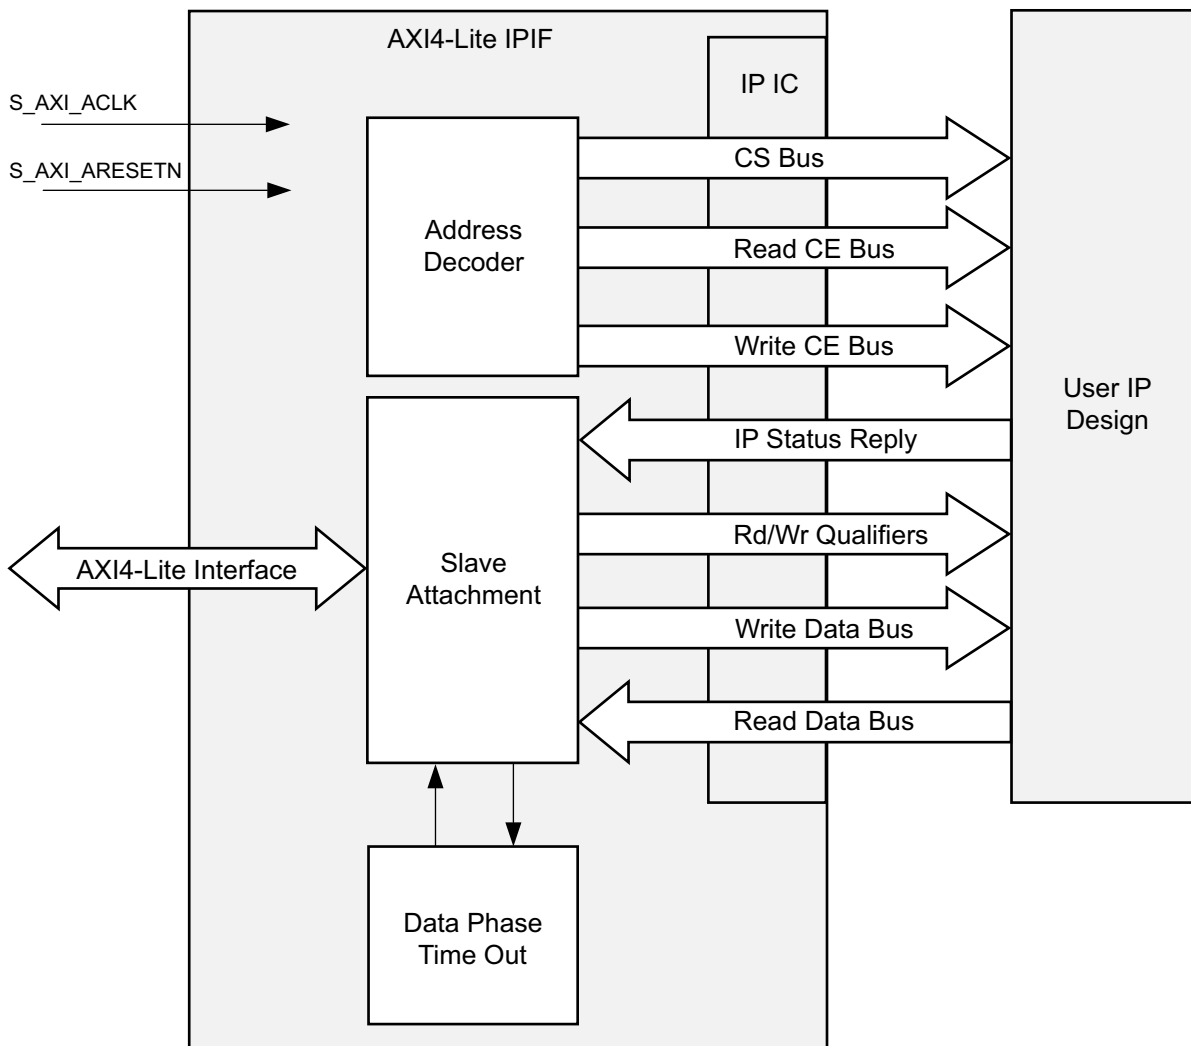 AXI4-Lite IPIF
IP IC
S_AXI_ACLK
S_AXI_ARESETN
Address
Decoder
CS Bus
Read CE Bus
Write CE Bus
User IP
Design
IP Status Reply
Rd/Wr Qualifiers
AXI4-Lite Interface
Slave
Attachment
Write Data Bus
Read Data Bus
Data Phase
Time Out